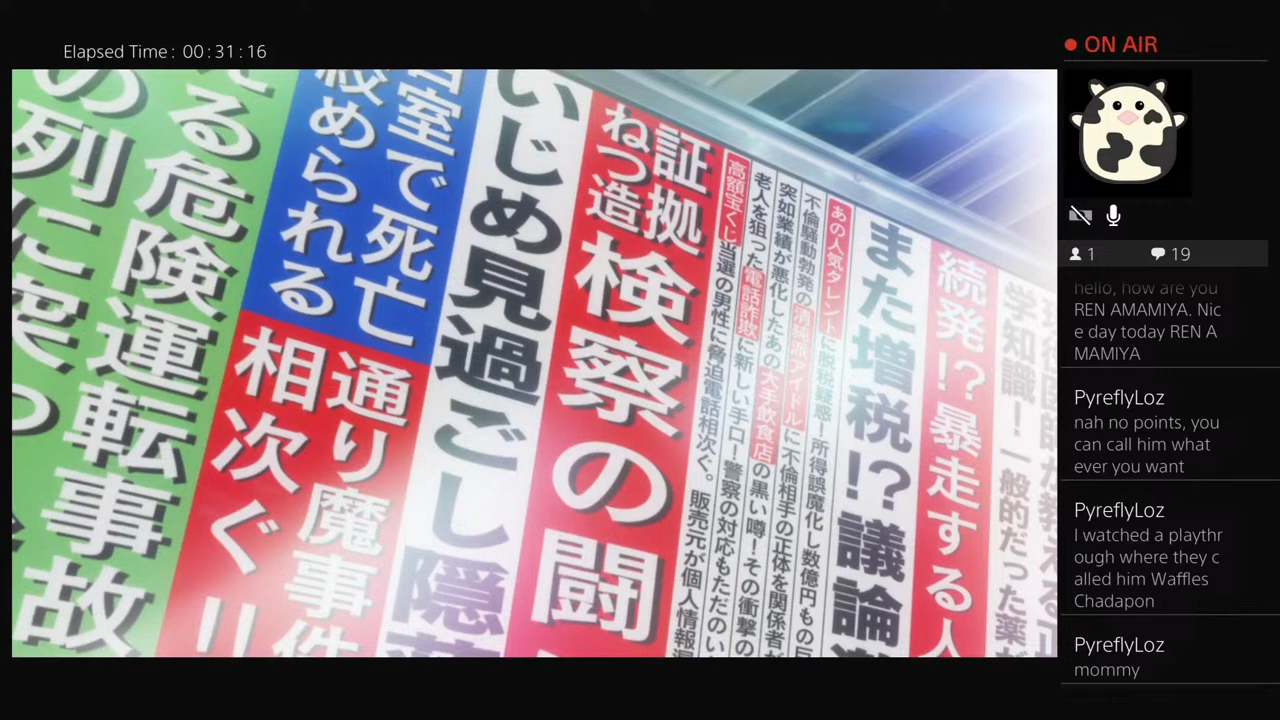 Elapsed Time: 00:31:16
ON AIR
1
19
hello, how are you
REN AMAMIYA. Nic
e day today REN A
MAMIYA
PyreflyLoz
nah no points, you
can call him what
ever you want
PyreflyLoz
I watched a playthr
ough where they c
alled him Waffles
Chadapon
PyreflyLoz
mommy
学知識!一般的だった薬
続発!?暴走する人
また増税!?議論
あの人気タレントに脱税疑惑!所得誤魔化し数億円もの巨
不倫騒動勃発の清純派アイドルに不倫相手の正体を関係者が
突如業績が悪化したあの大手飲食店の黒い噂!その衝撃の
老人を狙った電話詐欺に新しい手口!警察の対応もただのい
高額宝くじ当選の男性に脅迫電話相次ぐ。販売元が個人情報漏
証拠
ねつ造
検察の闇
いじめ見過ごし隠
室で死亡
絞められる
通り魔事件
相次ぐ!!
る危険運転事故
の列に突っ